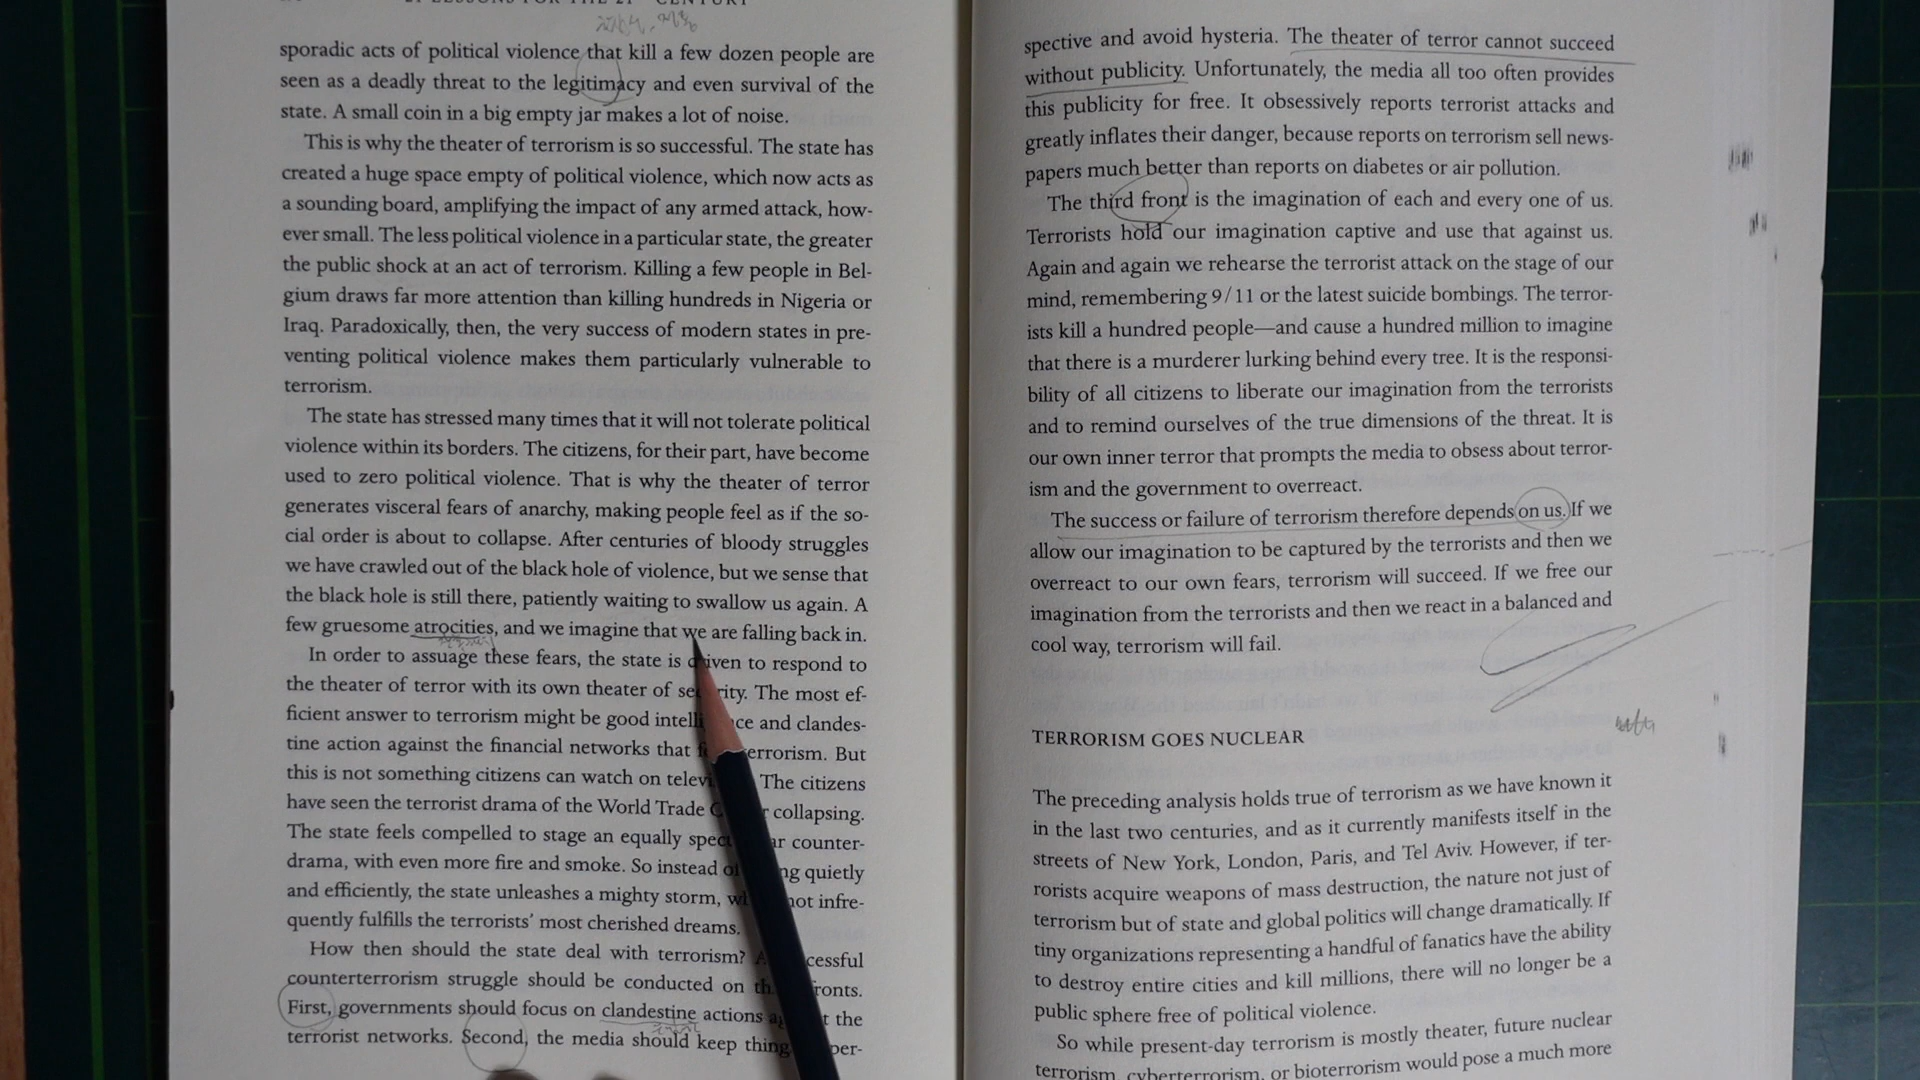 21 LESSONS FOR THE 21ST CENTURY
sporadic acts of political violence that kill a few dozen people are
seen as a deadly threat to the legitimacy and even survival of the
state. A small coin in a big empty jar makes a lot of noise.
This is why the theater of terrorism is so successful. The state has
created a huge space empty of political violence, which now acts as
a sounding board, amplifying the impact of any armed attack, how-
ever small. The less political violence in a particular state, the greater
the public shock at an act of terrorism. Killing a few people in Bel-
gium draws far more attention than killing hundreds in Nigeria or
Iraq. Paradoxically, then, the very success of modern states in pre-
venting political violence makes them particularly vulnerable to
terrorism.
The state has stressed many times that it will not tolerate political
violence within its borders. The citizens, for their part, have become
used to zero political violence. That is why the theater of terror
generates visceral fears of anarchy, making people feel as if the so-
cial order is about to collapse. After centuries of bloody struggles
we have crawled out of the black hole of violence, but we sense that
the black hole is still there, patiently waiting to swallow us again. A
few gruesome atrocities, and we imagine that we are falling back in.
In order to assuage these fears, the state is driven to respond to
the theater of terror with its own theater of security. The most ef-
ficient answer to terrorism might be good intelligence and clandes-
tine action against the financial networks that terrorism. But
this is not something citizens can watch on televi The citizens
have seen the terrorist drama of the World Trade C r collapsing.
The state feels compelled to stage an equally spec ar counter-
drama, with even more fire and smoke. So instead of ng quietly
and efficiently, the state unleashes a mighty storm, w not infre-
quently fulfills the terrorists' most cherished dreams.
How then should the state deal with terrorism? A ccessful
counterterrorism struggle should be conducted on th fronts.
First, governments should focus on clandestine actions ag t the
terrorist networks. Second, the media should keep thing per-
spective and avoid hysteria. The theater of terror cannot succeed
without publicity. Unfortunately, the media all too often provides
this publicity for free. It obsessively reports terrorist attacks and
greatly inflates their danger, because reports on terrorism sell news-
papers much better than reports on diabetes or air pollution.
The third front is the imagination of each and every one of us.
Terrorists hold our imagination captive and use that against us.
Again and again we rehearse the terrorist attack on the stage of our
mind, remembering 9/11 or the latest suicide bombings. The terror-
ists kill a hundred people—and cause a hundred million to imagine
that there is a murderer lurking behind every tree. It is the responsi-
bility of all citizens to liberate our imagination from the terrorists
and to remind ourselves of the true dimensions of the threat. It is
our own inner terror that prompts the media to obsess about terror-
ism and the government to overreact.
The success or failure of terrorism therefore depends on us. If we
allow our imagination to be captured by the terrorists and then we
overreact to our own fears, terrorism will succeed. If we free our
imagination from the terrorists and then we react in a balanced and
cool way, terrorism will fail.
TERRORISM GOES NUCLEAR
The preceding analysis holds true of terrorism as we have known it
in the last two centuries, and as it currently manifests itself in the
streets of New York, London, Paris, and Tel Aviv. However, if ter-
rorists acquire weapons of mass destruction, the nature not just of
terrorism but of state and global politics will change dramatically. If
tiny organizations representing a handful of fanatics have the ability
to destroy entire cities and kill millions, there will no longer be a
public sphere free of political violence.
So while present-day terrorism is mostly theater, future nuclear
terrorism, cyberterrorism, or bioterrorism would pose a much more